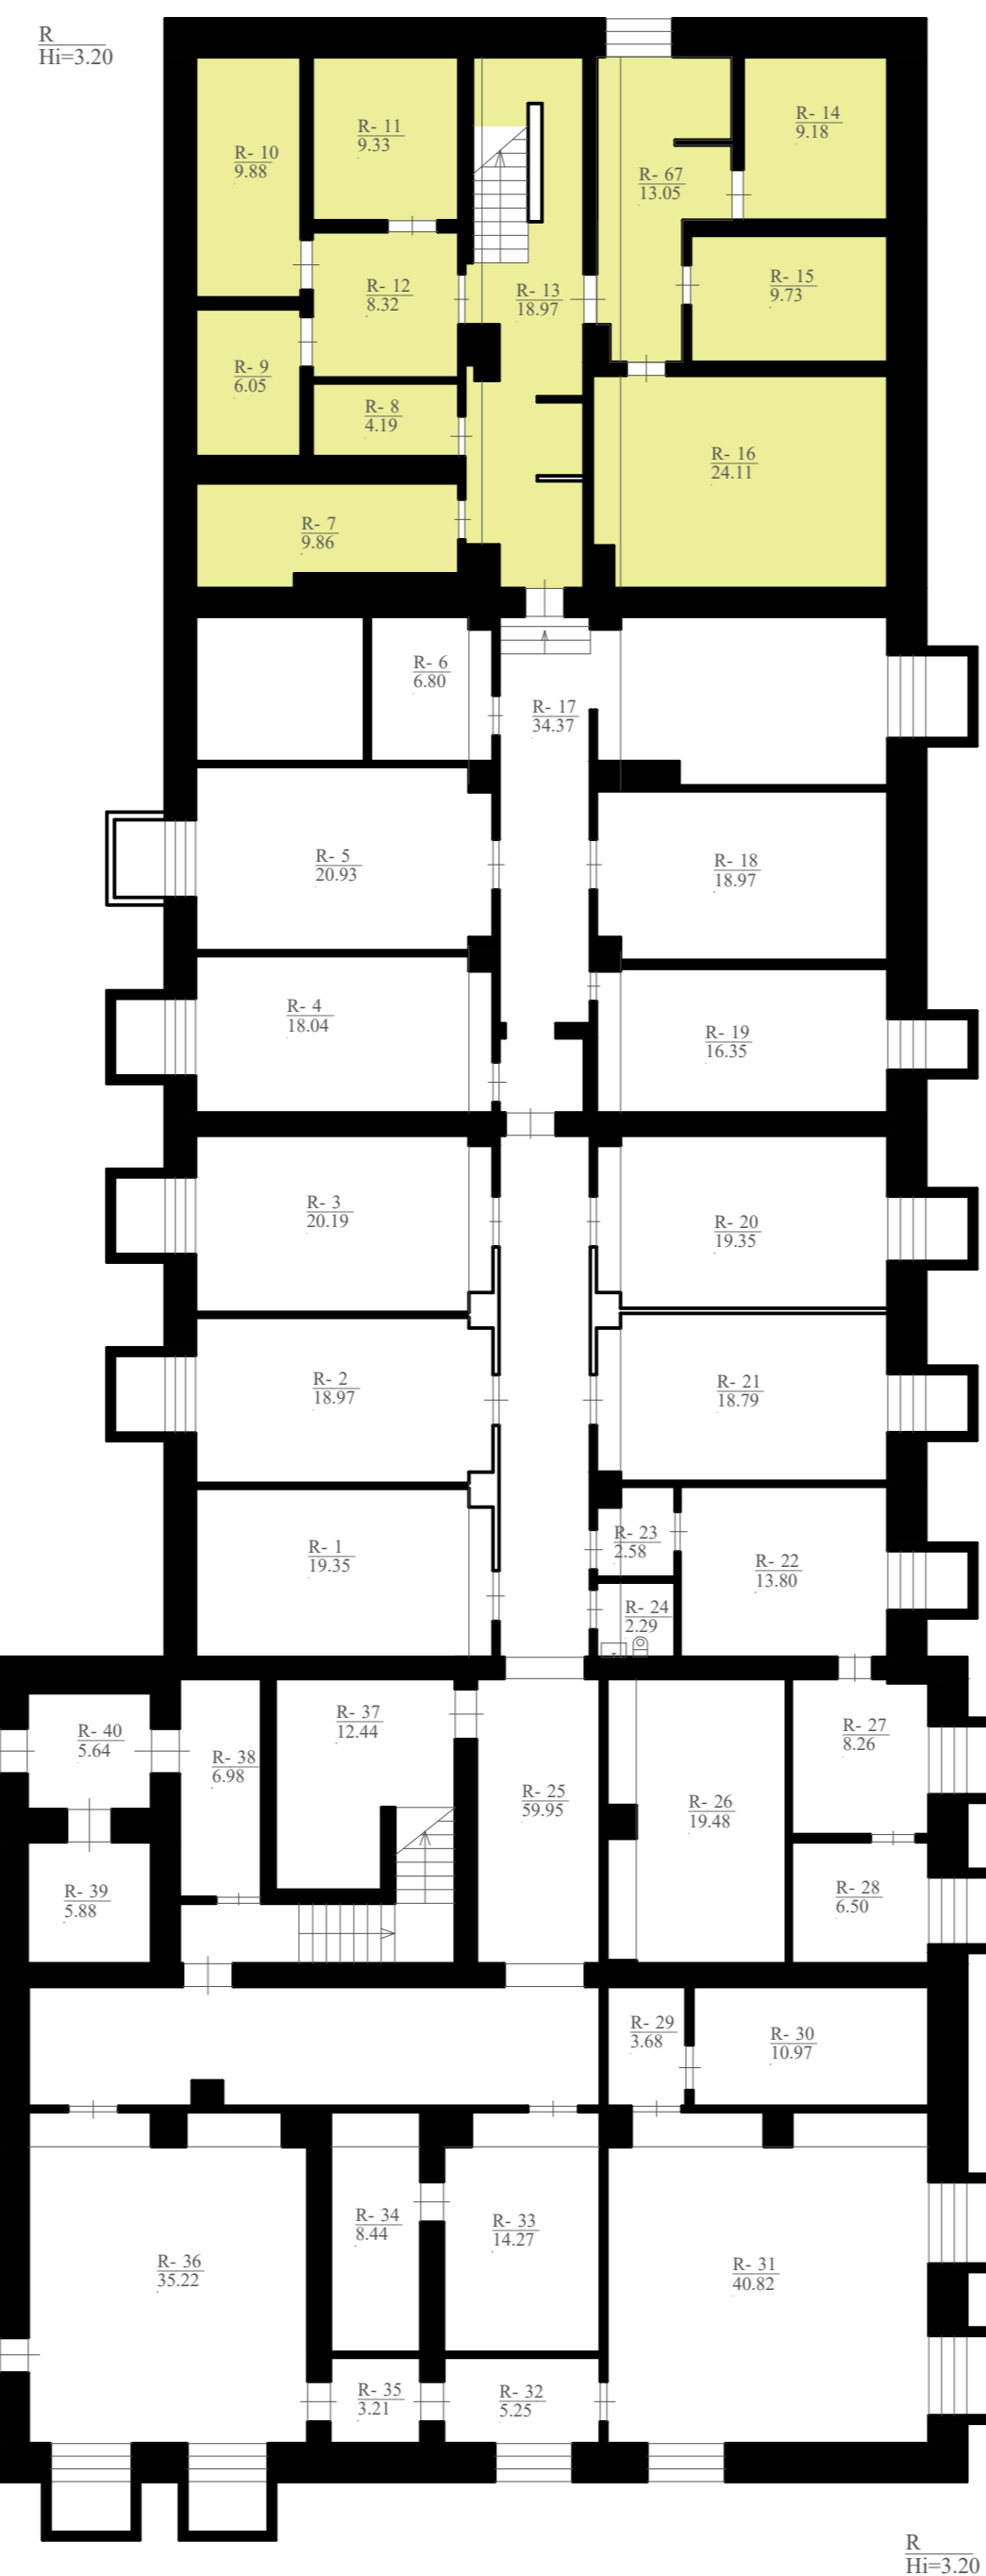 R
Hi=3.20
R- 10
9.88
R- 11
9.33
R- 14
9.18
R- 67
13.05
R- 12
8.32
R- 13
18.97
R- 15
9.73
R- 9
6.05
R- 8
4.19
R- 16
24.11
R- 7
9.86
R- 6
6.80
R- 17
34.37
R- 5
20.93
R- 18
18.97
R- 4
18.04
R- 19
16.35
R- 3
20.19
R- 20
19.35
R- 2
18.97
R- 21
18.79
R- 1
19.35
R- 23
2.58
R- 22
13.80
R- 24
2.29
R- 40
5.64
R- 38
6.98
R- 37
12.44
R- 25
59.95
R- 26
19.48
R- 27
8.26
R- 39
5.88
R- 28
6.50
R- 29
3.68
R- 30
10.97
R- 36
35.22
R- 34
8.44
R- 33
14.27
R- 31
40.82
R- 35
3.21
R- 32
5.25
R
Hi=3.20